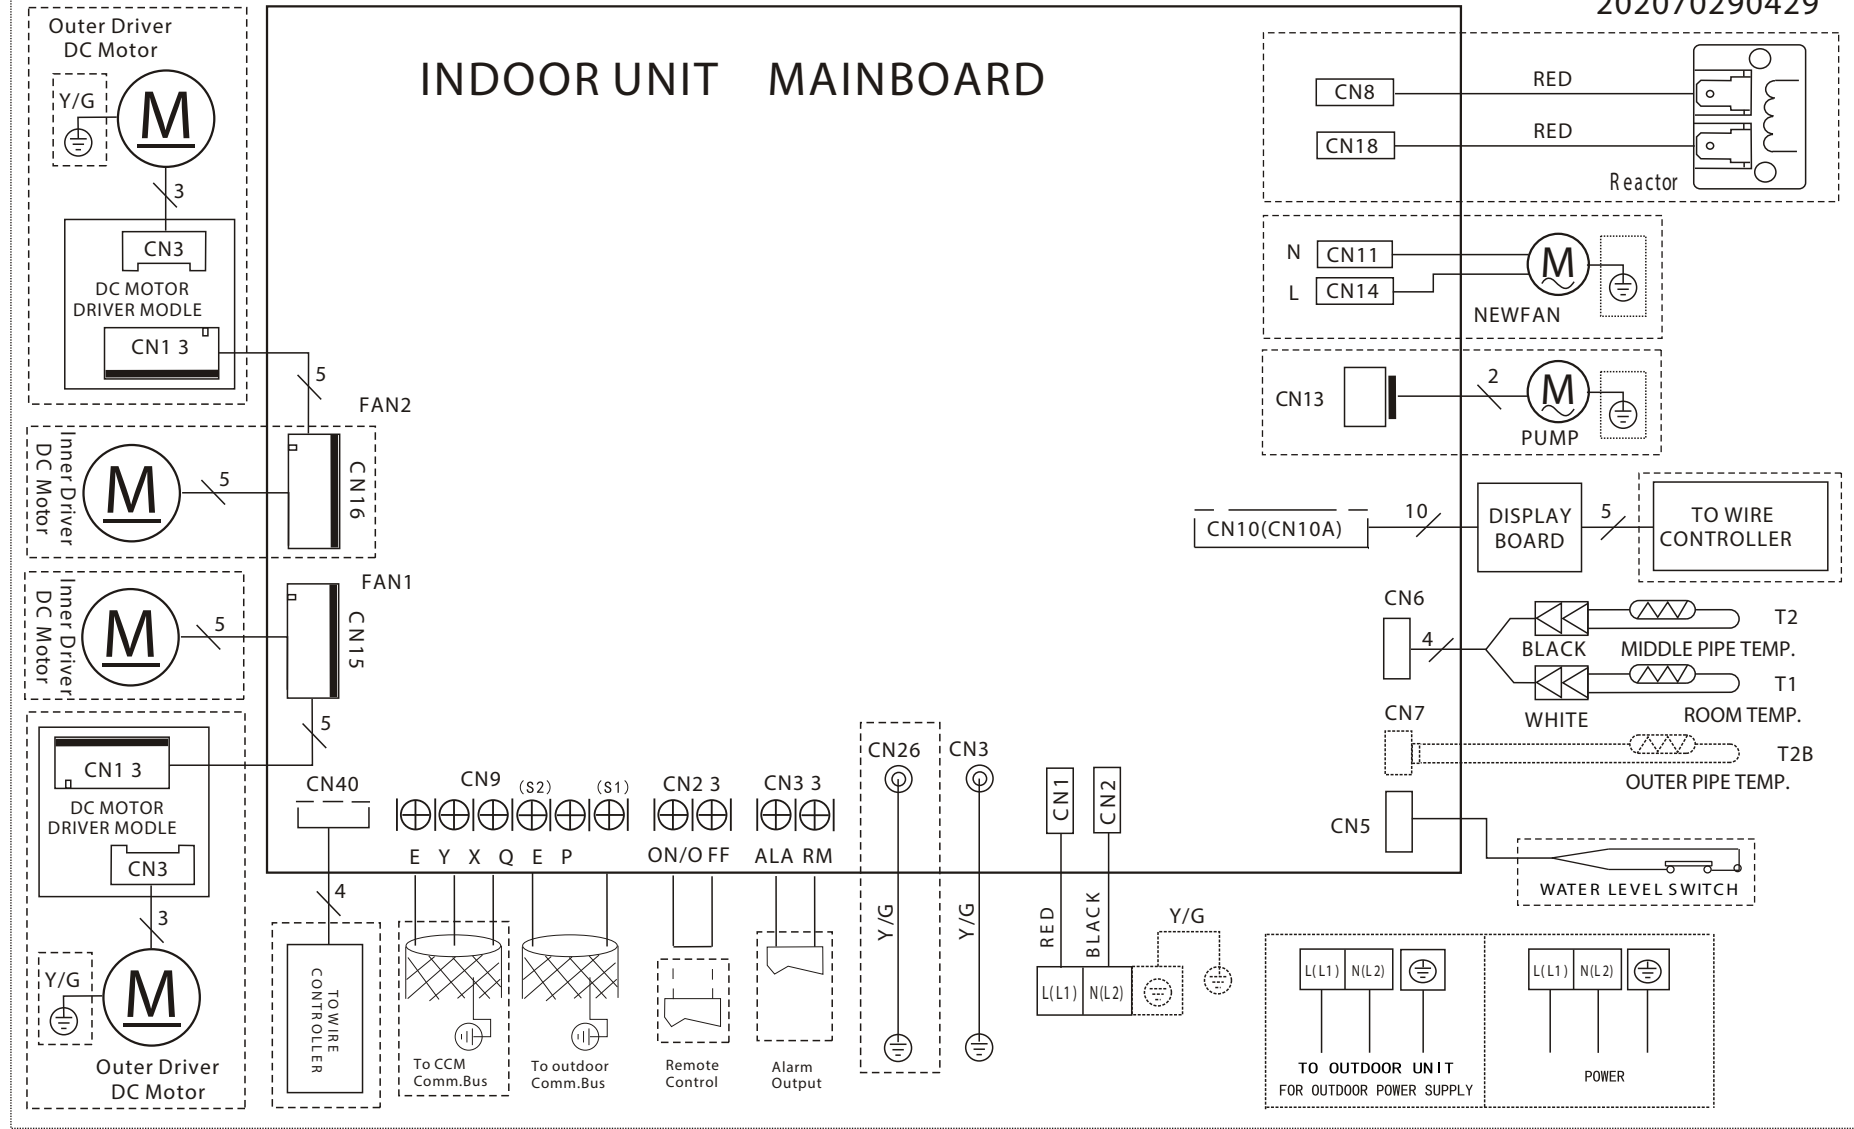 202070290429
Outer Driver
DC Motor
Y/G
M
3
CN3
DC MOTOR
DRIVER MODLE
CN1 3
5
FAN2
Inner Driver
DC Motor
M
5
CN16
FAN1
Inner Driver
DC Motor
M
5
CN15
5
CN1 3
DC MOTOR
DRIVER MODLE
CN3
3
Y/G
M
Outer Driver
DC Motor
INDOOR UNIT MAINBOARD
CN8
RED
CN18
RED
Reactor
N
CN11
L
CN14
M
NEWFAN
CN13
2
M
PUMP
CN10(CN10A)
10
DISPLAY
BOARD
5
TO WIRE
CONTROLLER
CN6
4
BLACK
T2
MIDDLE PIPE TEMP.
WHITE
T1
ROOM TEMP.
CN7
T2B
OUTER PIPE TEMP.
CN5
WATER LEVEL SWITCH
CN40
4
TO WIRE
CONTROLLER
CN9
(S2)
(S1)
E Y X Q E P
To CCM
Comm.Bus
To outdoor
Comm.Bus
CN2 3
ON/O FF
Remote
Control
CN3 3
ALA RM
Alarm
Output
CN26
Y/G
CN3
Y/G
CN1
RED
CN2
BLACK
Y/G
L(L1) N(L2)
L(L1) N(L2)
TO OUTDOOR UNIT
FOR OUTDOOR POWER SUPPLY
L(L1) N(L2)
POWER